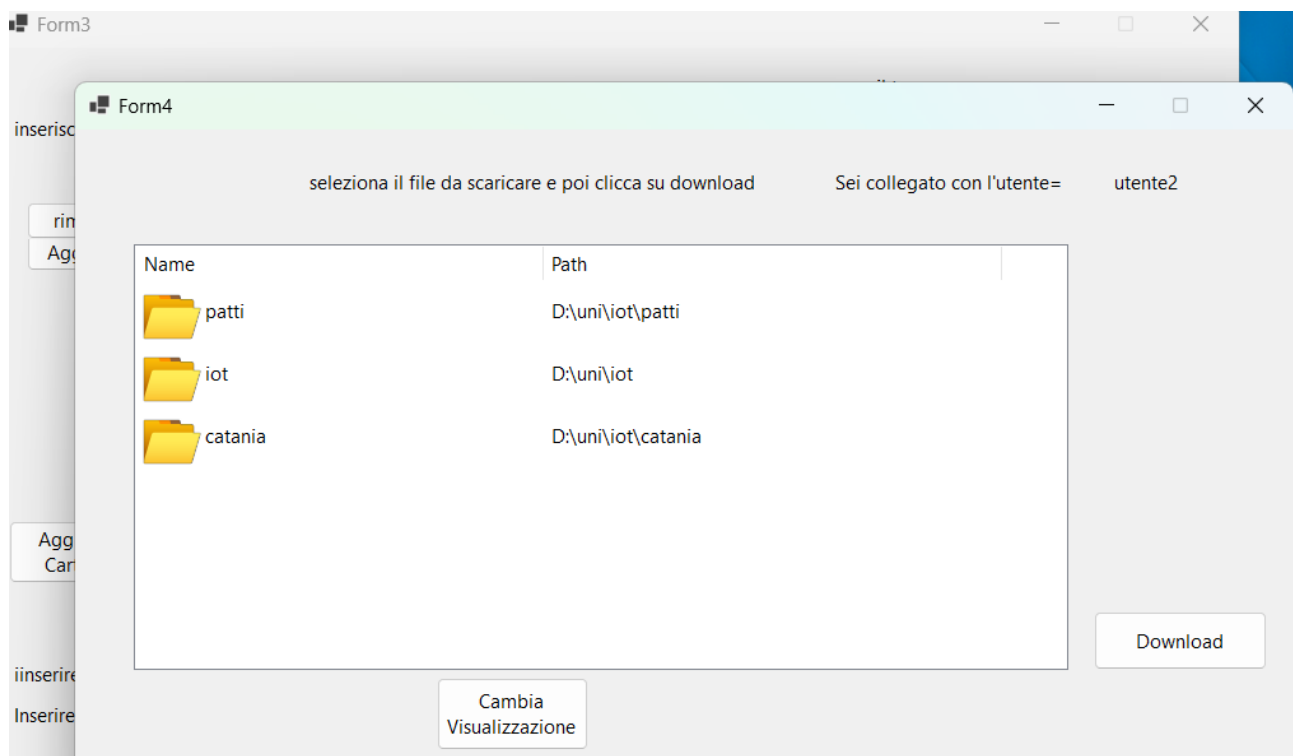 Form3
Form4
inserisc
seleziona il file da scaricare e poi clicca su download
Sei collegato con l'utente=
utente2
rim
Agg
Name
Path
patti
D:\uni\iot\patti
iot
D:\uni\iot
catania
D:\uni\iot\catania
Agg
Cart
Download
iinserire
Inserire
Cambia
Visualizzazione